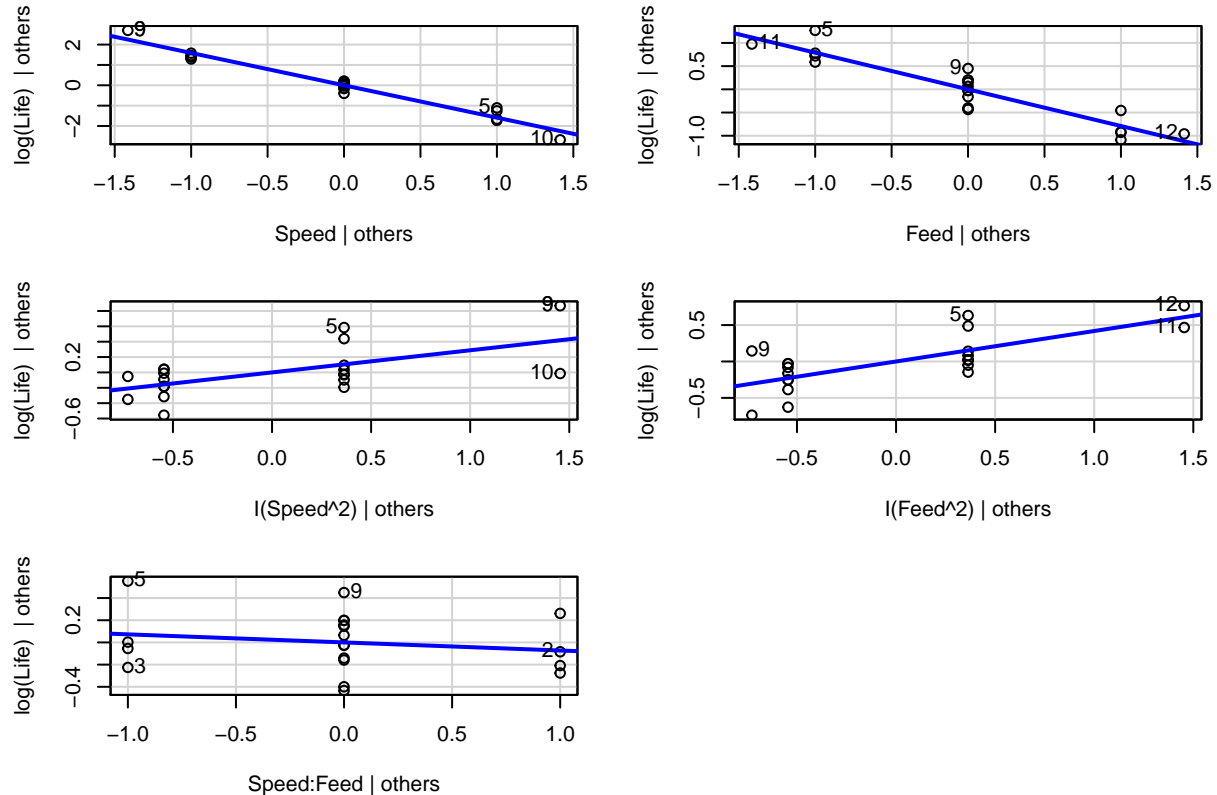 log(Life) | others
2
0
−2
9
9
5
10
−1.5 −1.0 −0.5 0.0 0.5 1.0 1.5
Speed | others
log(Life) | others
0.5
−1.0
11
5
9
12
−1.5 −1.0 −0.5 0.0 0.5 1.0 1.5
Feed | others
log(Life) | others
0.2
−0.6
5
9
10
−0.5 0.0 0.5 1.0 1.5
I(Speed^2) | others
log(Life) | others
0.5
−0.5
9
5
12
11
−0.5 0.0 0.5 1.0 1.5
I(Feed^2) | others
log(Life) | others
0.2
−0.4
5
3
9
2
−1.0 −0.5 0.0 0.5 1.0
Speed:Feed | others